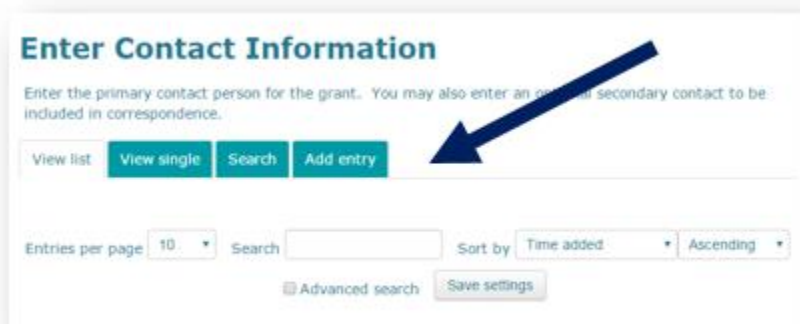 Enter Contact Information
Enter the primary contact person for the grant. You may also enter an optional secondary contact to be
included in correspondence.
View list View single Search Add entry
Entries per page 10 Search Sort by Time added Ascending
Advanced search Save settings